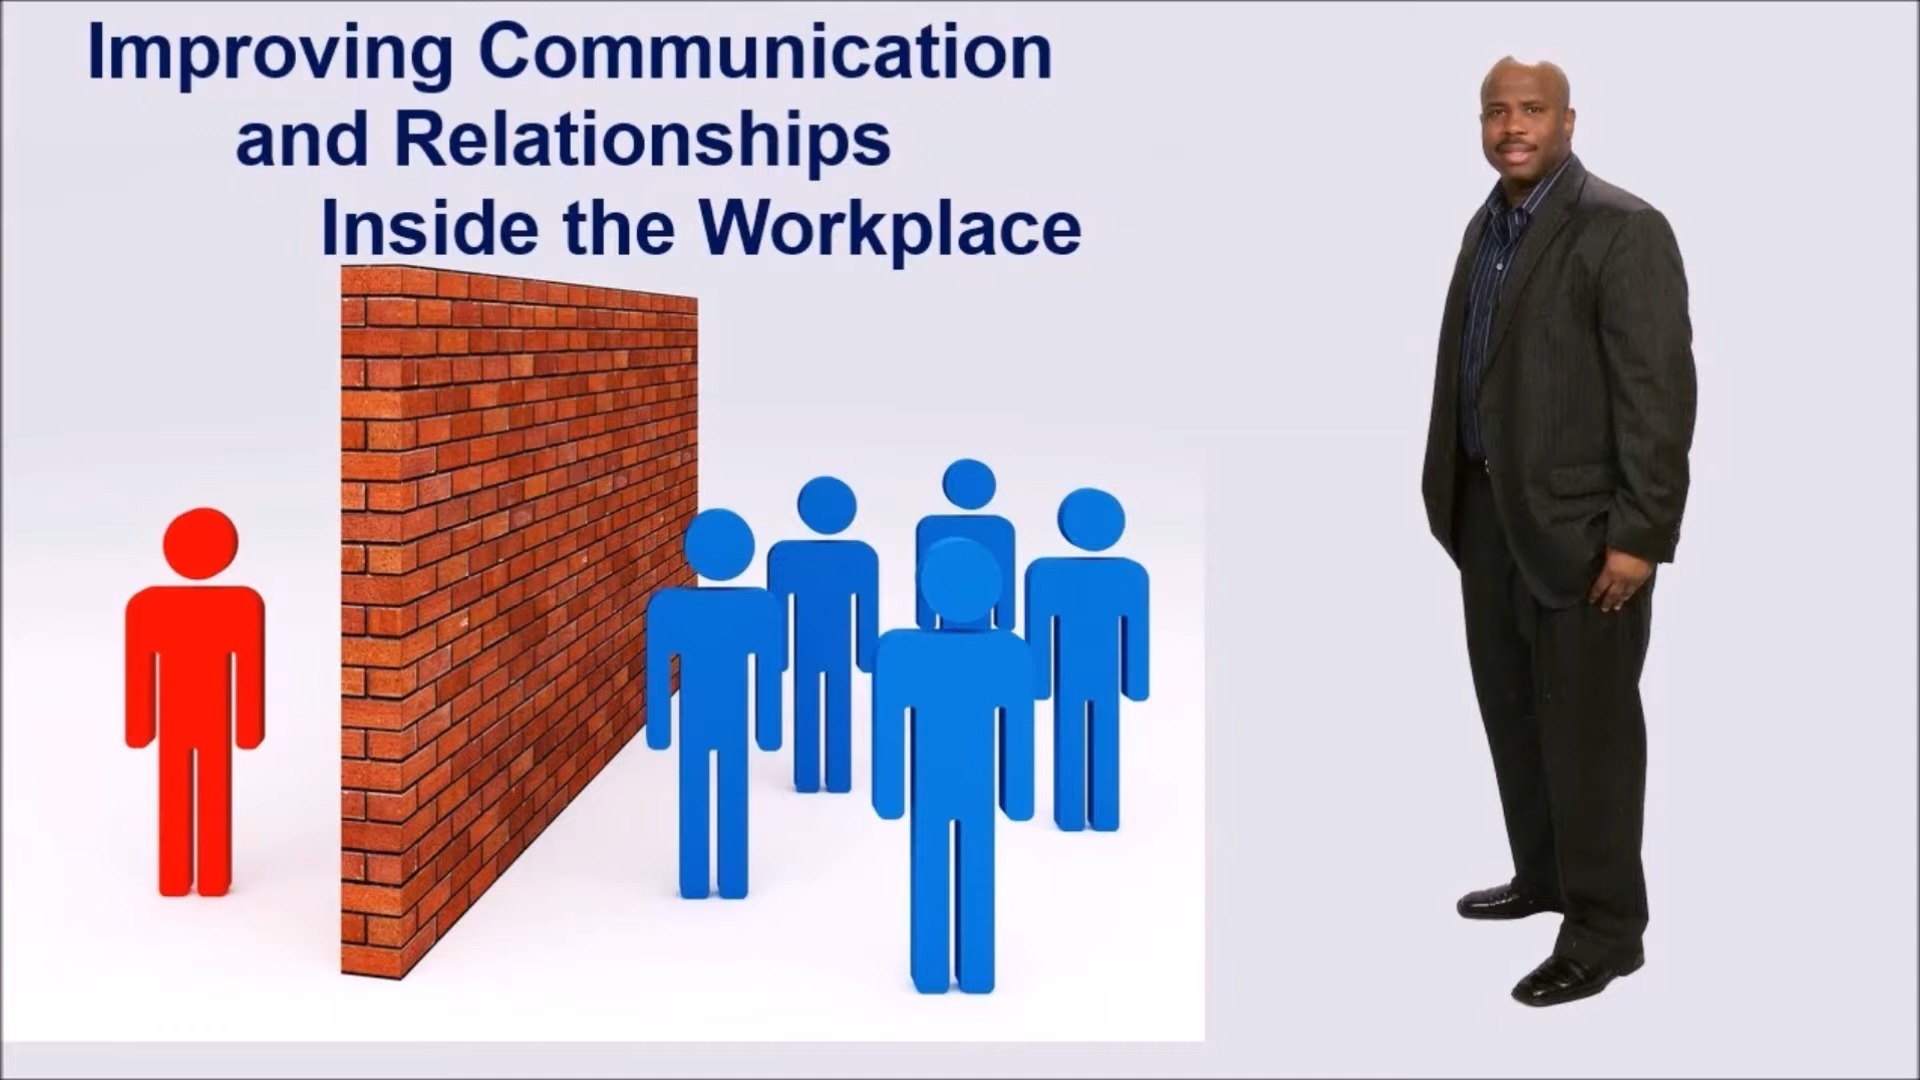 Improving Communication
and Relationships
Inside the Workplace